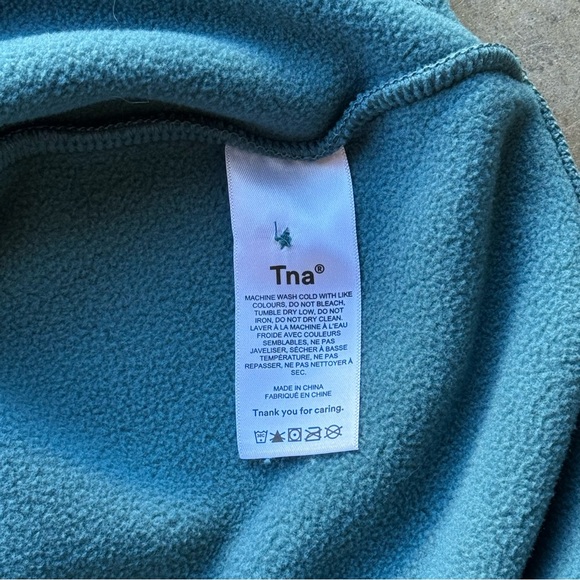 Tna®
MACHINE WASH COLD WITH LIKE
COLOURS, DO NOT BLEACH,
TUMBLE DRY LOW, DO NOT
IRON, DO NOT DRY CLEAN.
LAVER À LA MACHINE À L'EAU
FROIDE AVEC COULEURS
SEMBLABLES, NE PAS
JAVELISER, SÉCHER À BASSE
TEMPÉRATURE, NE PAS
REPASSER, NE PAS NETTOYER À
SEC.
MADE IN CHINA
FABRIQUÉ EN CHINE
Tnank you for caring.